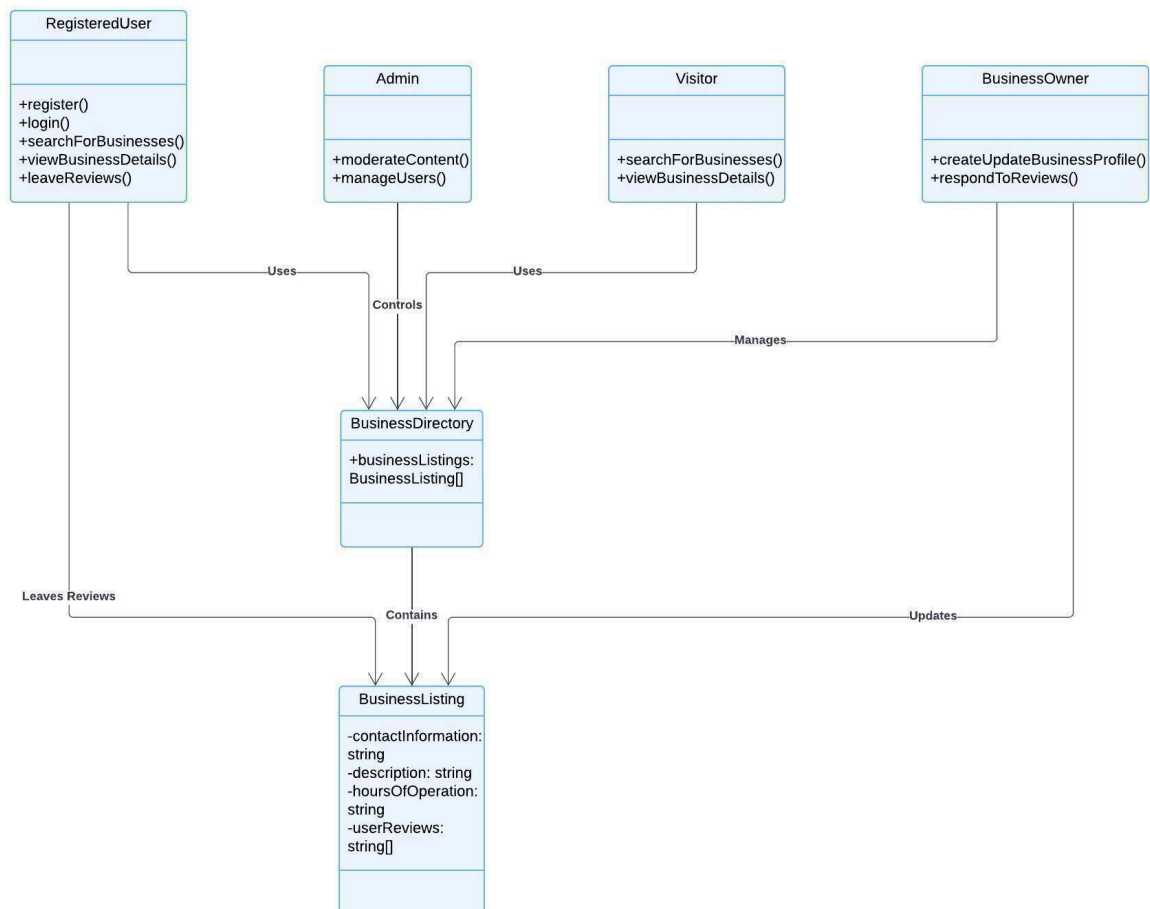 RegisteredUser
+register()
+login()
+searchForBusinesses()
+viewBusinessDetails()
+leaveReviews()
Admin
+moderateContent()
+manageUsers()
Visitor
+searchForBusinesses()
+viewBusinessDetails()
BusinessOwner
+createUpdateBusinessProfile()
+respondToReviews()
Uses
Controls
Uses
Manages
BusinessDirectory
+businessListings:
BusinessListing[]
Leaves Reviews
Contains
Updates
BusinessListing
-contactInformation:
string
-description: string
-hoursOfOperation:
string
-userReviews:
string[]